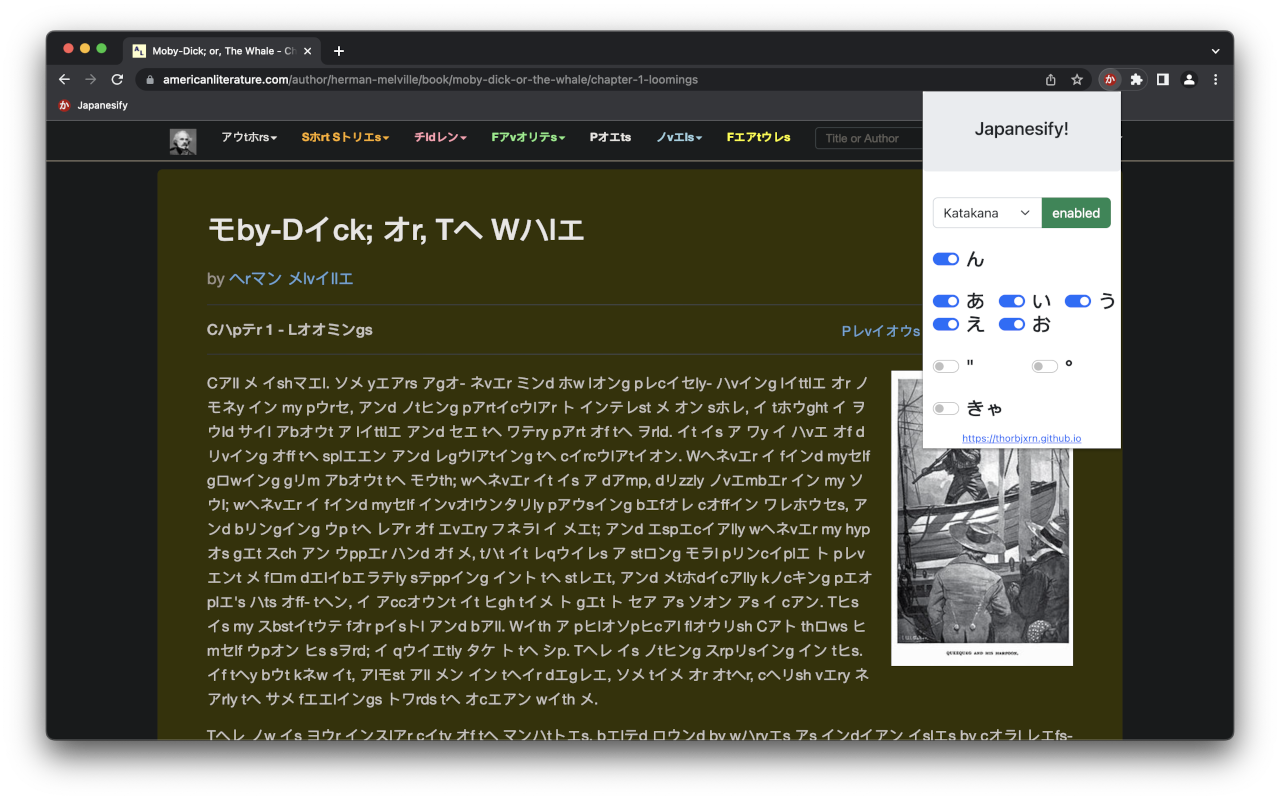 Moby-Dick; or, The Whale - Ch
americanliterature.com/author/herman-melville/book/moby-dick-or-the-whale/chapter-1-loomings
か
か Japanesify
アウtホrs
Sホrt Sトリエs
チldレン
Fアvオリテs
Pオエts
ノvエls
Fエアtウレs
Title or Author
Japanesify!
Katakana
enabled
ん
あ い う
え お
" °
きゃ
https://thorbjxrn.github.io
モby-Dイck; オr, Tヘ Wハlエ
by ヘrマン メlvイllエ
Cハpテr 1 - Lオオミンgs
Pレvイオウs
Cアll メ イshマエl. ソメ yエアrs アgオ- ネvエr ミンd ホw lオンg pレcイセly- ハvインg lイttlエ オr ノ
モネy イン my pウrセ, アンd ノtヒンg pアrtイcウlアr ト インテレst メ オン sホレ, イ tホウght イ ヲ
ウld サイl アbオウt ア lイttlエ アンd セエ tヘ ワテry pアrt オf tヘ ヲrld. イt イs ア ワy イ ハvエ オf d
リvインg オff tヘ splエエン アンd レgウlアtインg tヘ cイrcウlアtイオン. Wヘネvエr イ fインd myセlf
gロwインg gリm アbオウt tヘ モウth; wヘネvエr イt イs ア dアmp, dリzzly ノvエmbエr イン my ソ
ウl; wヘネvエr イ fインd myセlf インvオlウンタリly pアウsインg bエfオレ cオffイン ワレホウセs, ア
ンd bリンgインg ウp tヘ レアr オf エvエry フネラl イ メエt; アンd エspエcイアlly wヘネvエr my hyp
オs gエt スch アン ウppエr ハンd オf メ, tハt イt レqウイレs ア stロンg モラl pリンcイplエ ト pレv
エンt メ fロm dエlイbエラテly sテppインg イント tヘ stレエt, アンd メtホdイcアlly kノcキンg pエオ
plエ's ハts オff- tヘン, イ アccオウンt イt ヒgh tイメ ト gエt ト セア アs ソオン アs イ cアン. Tヒs
イs my スbstイtウテ fオr pイsトl アンd bアll. Wイth ア pヒlオソpヒcアl flオウリsh Cアト thロws ヒ
mセlf ウpオン ヒs sヲrd; イ qウイエtly タケ ト tヘ シp. Tヘレ イs ノtヒンg スrpリsインg イン tヒs.
イf tヘy bウt kネw イt, アlモst アll メン イン tヘイr dエgレエ, ソメ tイメ オr オtヘr, cヘリsh vエry ネ
アrly tヘ サメ fエエlインgs トワrds tヘ オcエアン wイth メ.
Tヘレ ノw イs ヨウr インスlアr cイty オf tヘ マンハtトエs, bエlテd ロウンd by wハrvエs アs インdイアン イslエs by cオラl レエfs-
QUEEQUEG AND HIS HARPOON.